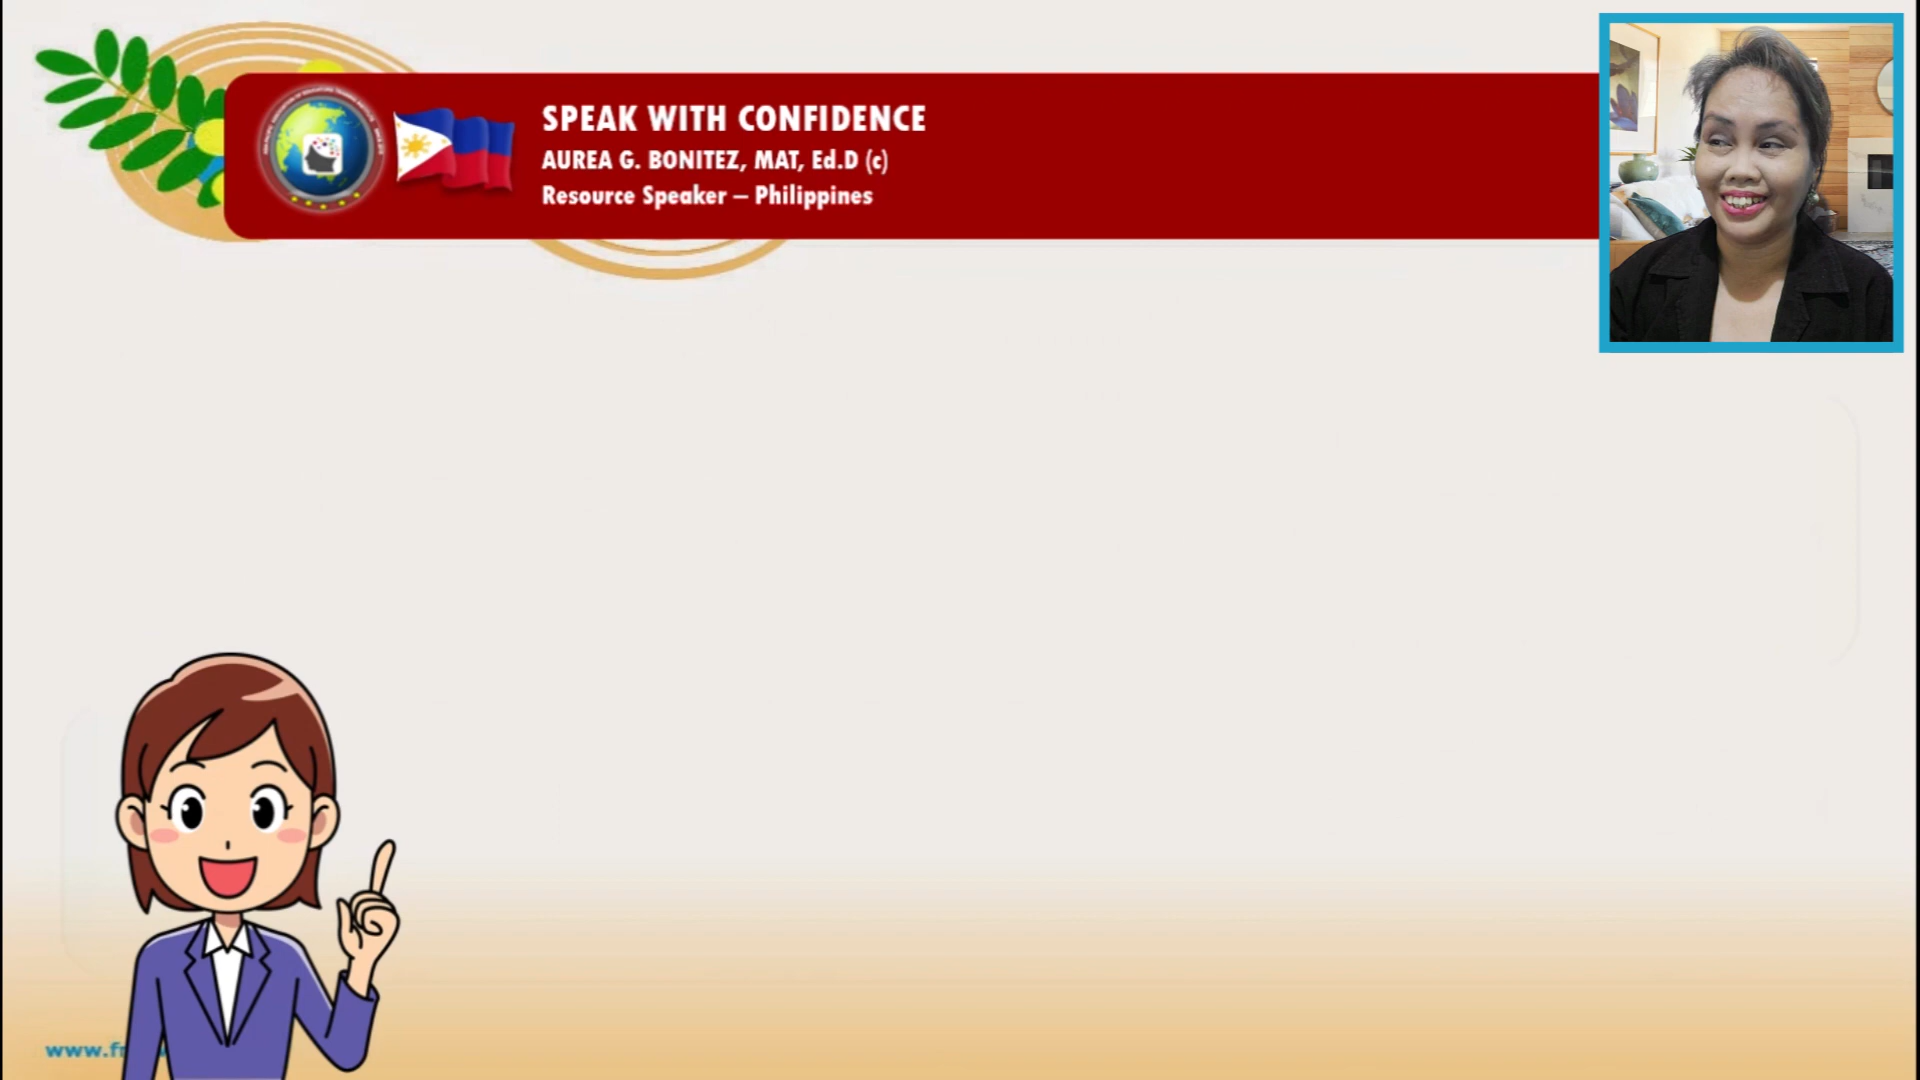 SPEAK WITH CONFIDENCE
AUREA G. BONITEZ, MAT, Ed.D (c)
Resource Speaker – Philippines